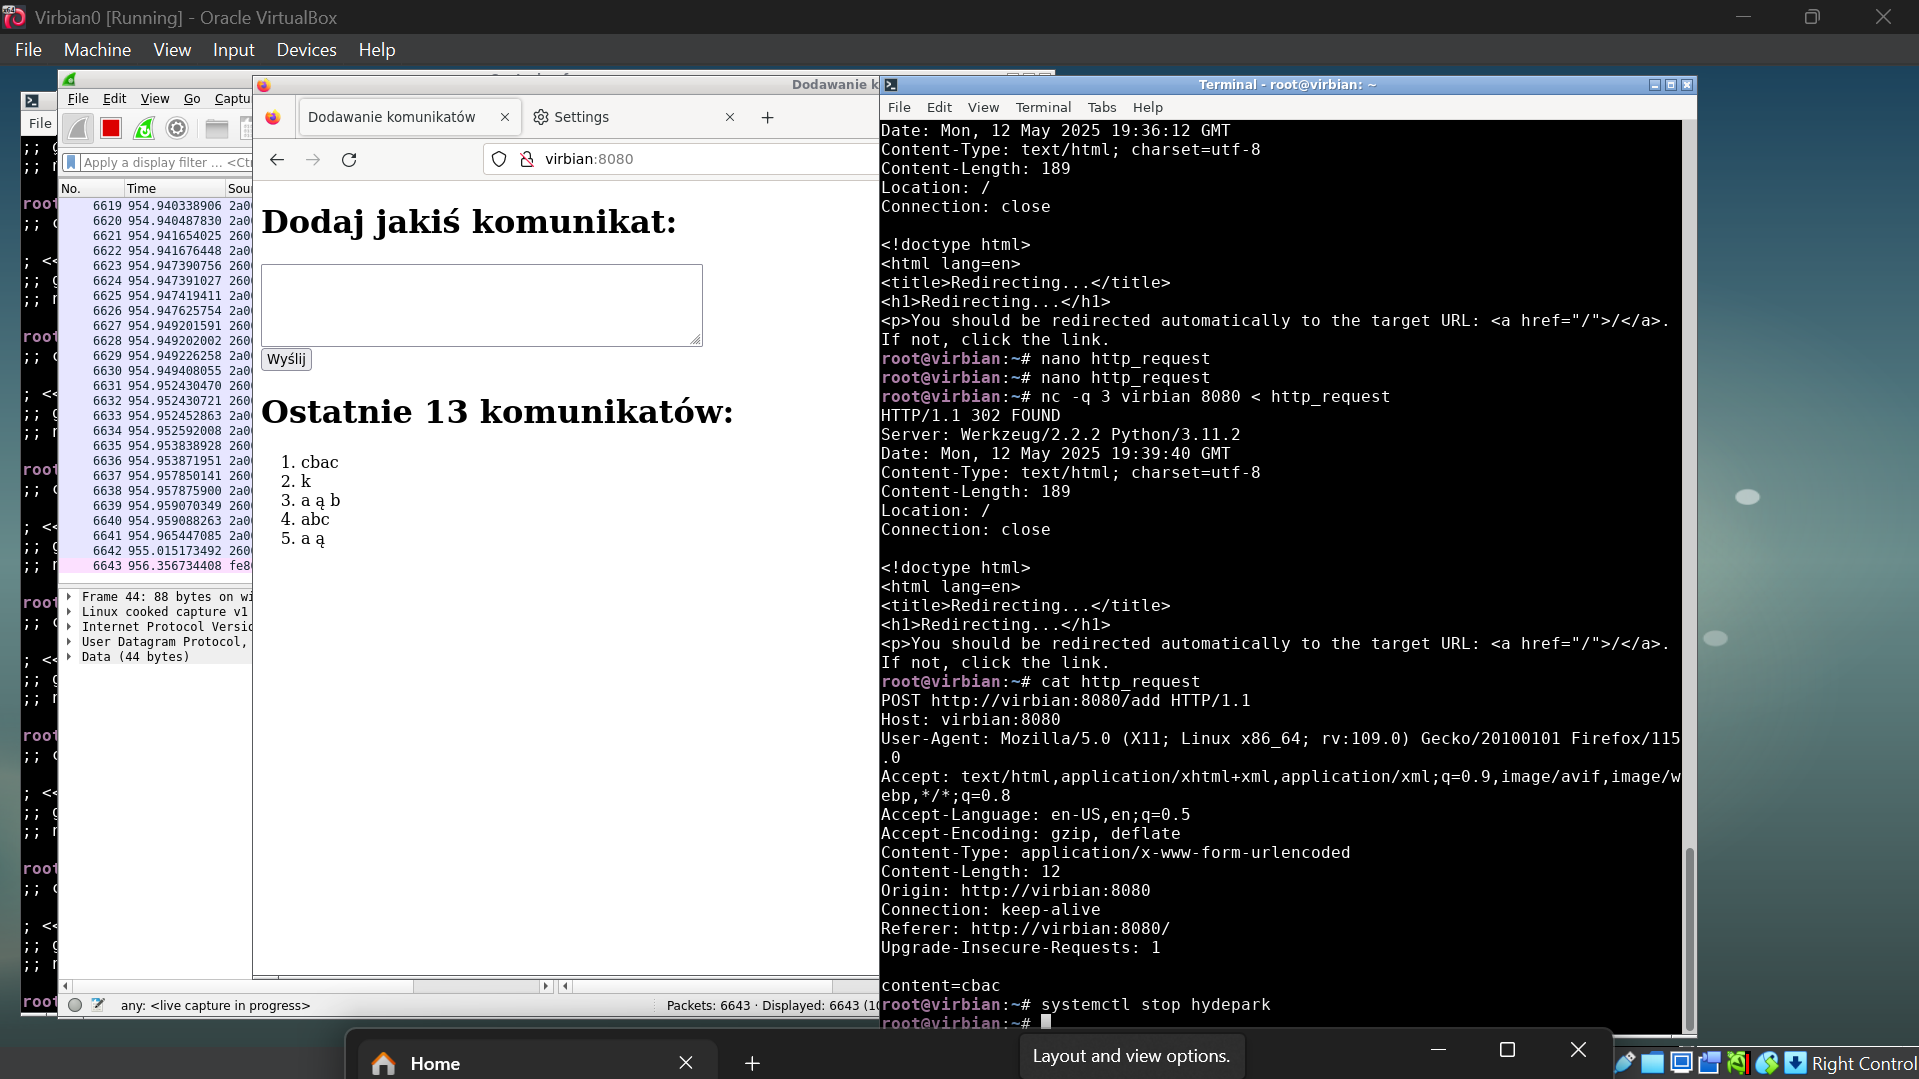 Virbian0 [Running] - Oracle VirtualBox
File Machine View Input Devices Help
File
root
root
root
root
root
root
root
File Edit View Go Captu
Apply a display filter ... <Ctr
No. Time Sou
6619 954.940338906 2a0
6620 954.940487830 2a0
6621 954.941654025 260
6622 954.941676448 2a0
6623 954.947390756 260
6624 954.947391027 260
6625 954.947419411 2a0
6626 954.947625754 2a0
6627 954.949201591 260
6628 954.949202002 260
6629 954.949226258 2a0
6630 954.949408055 2a0
6631 954.952430470 260
6632 954.952430721 260
6633 954.952452863 2a0
6634 954.952592008 2a0
6635 954.953838928 260
6636 954.953871951 2a0
6637 954.957850141 260
6638 954.957875900 2a0
6639 954.959070349 260
6640 954.959088263 2a0
6641 954.965447085 2a0
6642 955.015173492 260
6643 956.356734408 fe8
Frame 44: 88 bytes on wi
Linux cooked capture v1
Internet Protocol Versio
User Datagram Protocol,
Data (44 bytes)
any: <live capture in progress>
Packets: 6643 · Displayed: 6643 (10
Dodawanie k
Dodawanie komunikatów
Settings
virbian:8080
Dodaj jakiś komunikat:
Wyślij
Ostatnie 13 komunikatów:
1. cbac
2. k
3. a ą b
4. abc
5. a ą
Terminal - root@virbian: ~
File Edit View Terminal Tabs Help
Date: Mon, 12 May 2025 19:36:12 GMT
Content-Type: text/html; charset=utf-8
Content-Length: 189
Location: /
Connection: close
<!doctype html>
<html lang=en>
<title>Redirecting...</title>
<h1>Redirecting...</h1>
<p>You should be redirected automatically to the target URL: <a href="/">/</a>.
If not, click the link.
root@virbian:~# nano http_request
root@virbian:~# nano http_request
root@virbian:~# nc -q 3 virbian 8080 < http_request
HTTP/1.1 302 FOUND
Server: Werkzeug/2.2.2 Python/3.11.2
Date: Mon, 12 May 2025 19:39:40 GMT
Content-Type: text/html; charset=utf-8
Content-Length: 189
Location: /
Connection: close
<!doctype html>
<html lang=en>
<title>Redirecting...</title>
<h1>Redirecting...</h1>
<p>You should be redirected automatically to the target URL: <a href="/">/</a>.
If not, click the link.
root@virbian:~# cat http_request
POST http://virbian:8080/add HTTP/1.1
Host: virbian:8080
User-Agent: Mozilla/5.0 (X11; Linux x86_64; rv:109.0) Gecko/20100101 Firefox/115
.0
Accept: text/html,application/xhtml+xml,application/xml;q=0.9,image/avif,image/w
ebp,*/*;q=0.8
Accept-Language: en-US,en;q=0.5
Accept-Encoding: gzip, deflate
Content-Type: application/x-www-form-urlencoded
Content-Length: 12
Origin: http://virbian:8080
Connection: keep-alive
Referer: http://virbian:8080/
Upgrade-Insecure-Requests: 1
content=cbac
root@virbian:~# systemctl stop hydepark
root@virbian:~#
Home
Layout and view options.
Right Control